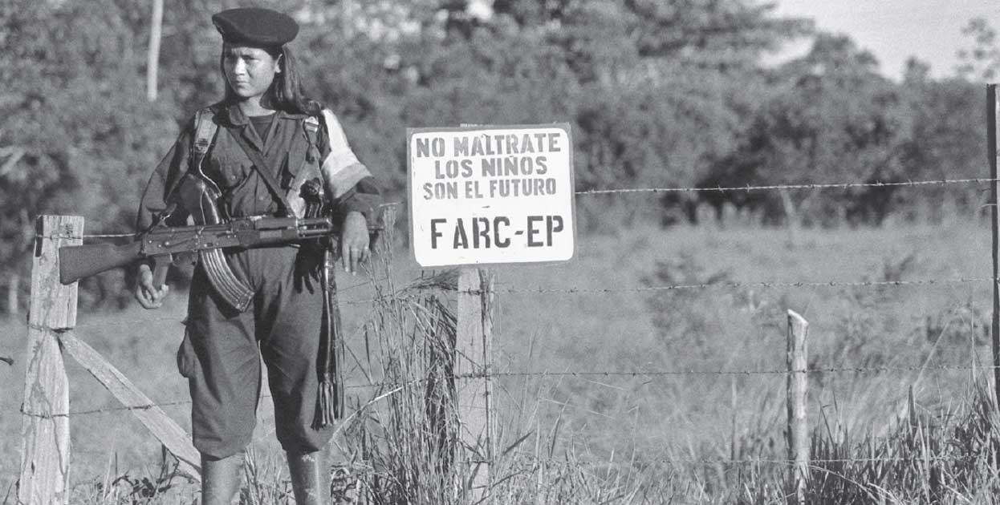 NO MALTRATE
LOS NIÑOS
SON EL FUTURO
FARC-EP